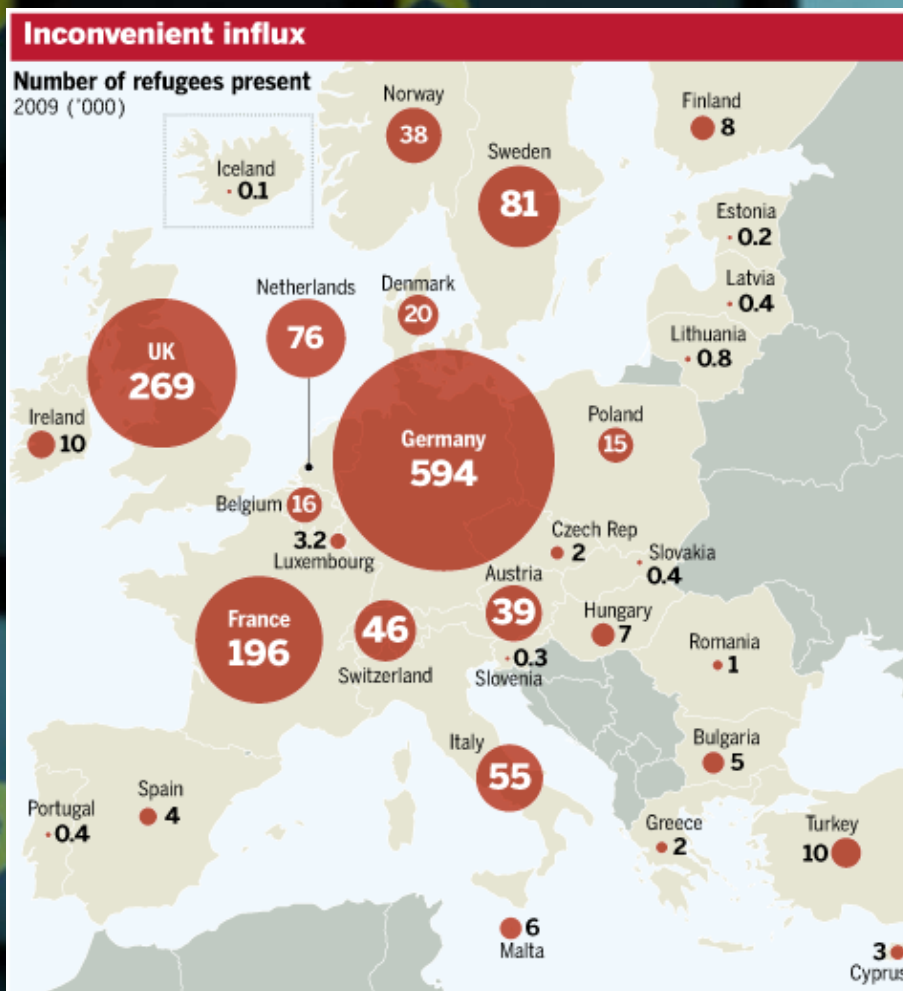 Inconvenient influx
Number of refugees present
2009 ('000)
Norway
38
Finland
8
Iceland
0.1
Sweden
81
Estonia
0.2
Latvia
0.4
Lithuania
0.8
Netherlands
76
Denmark
20
UK
269
Ireland
10
Germany
594
Poland
15
Belgium 16
3.2
Luxembourg
Czech Rep
2
Slovakia
0.4
Austria
39
France
196
46
Switzerland
Hungary
7
0.3
Slovenia
Romania
1
Italy
55
Bulgaria
5
Portugal
0.4
Spain
4
Greece
2
Turkey
10
6
Malta
3
Cyprus